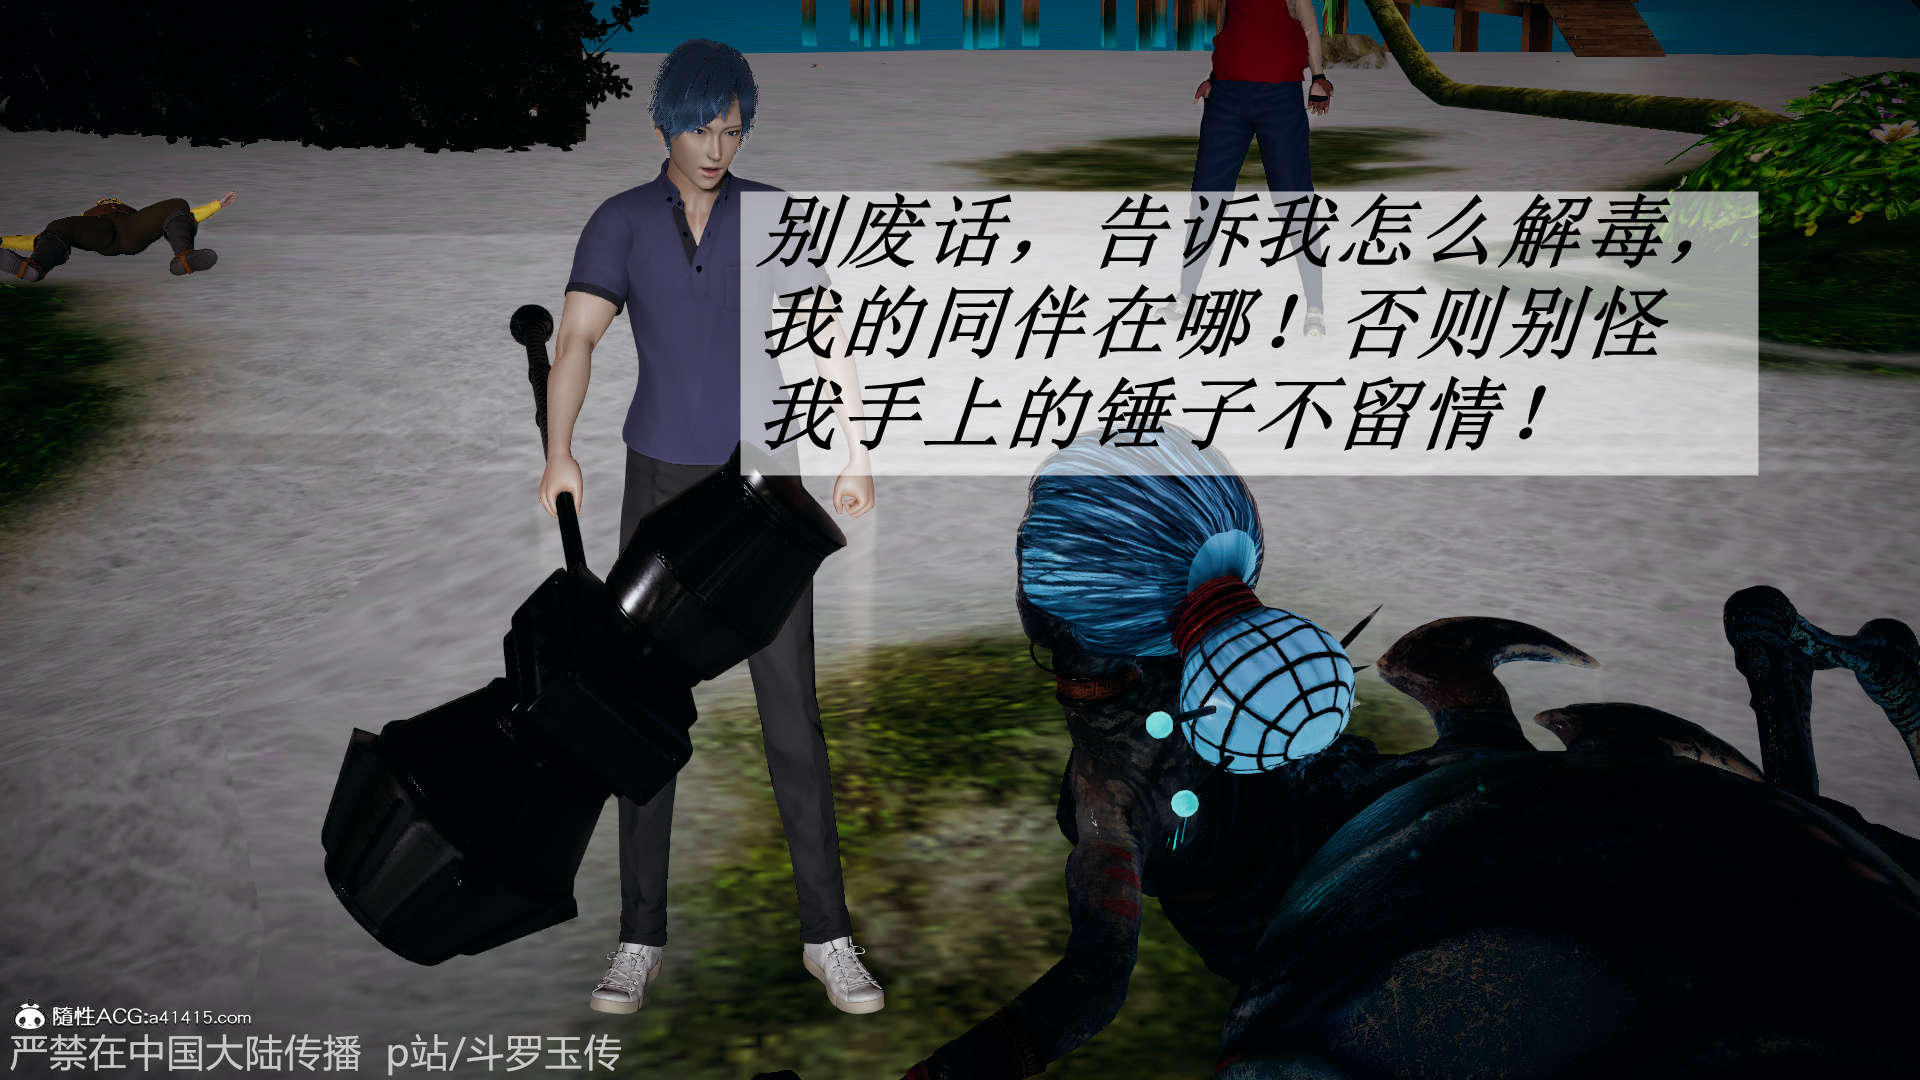 别废话，告诉我怎么解毒，
我的同伴在哪！否则别怪
我手上的锤子不留情！
随性ACG:a41415.com
严禁在中国大陆传播 p站/斗罗玉传